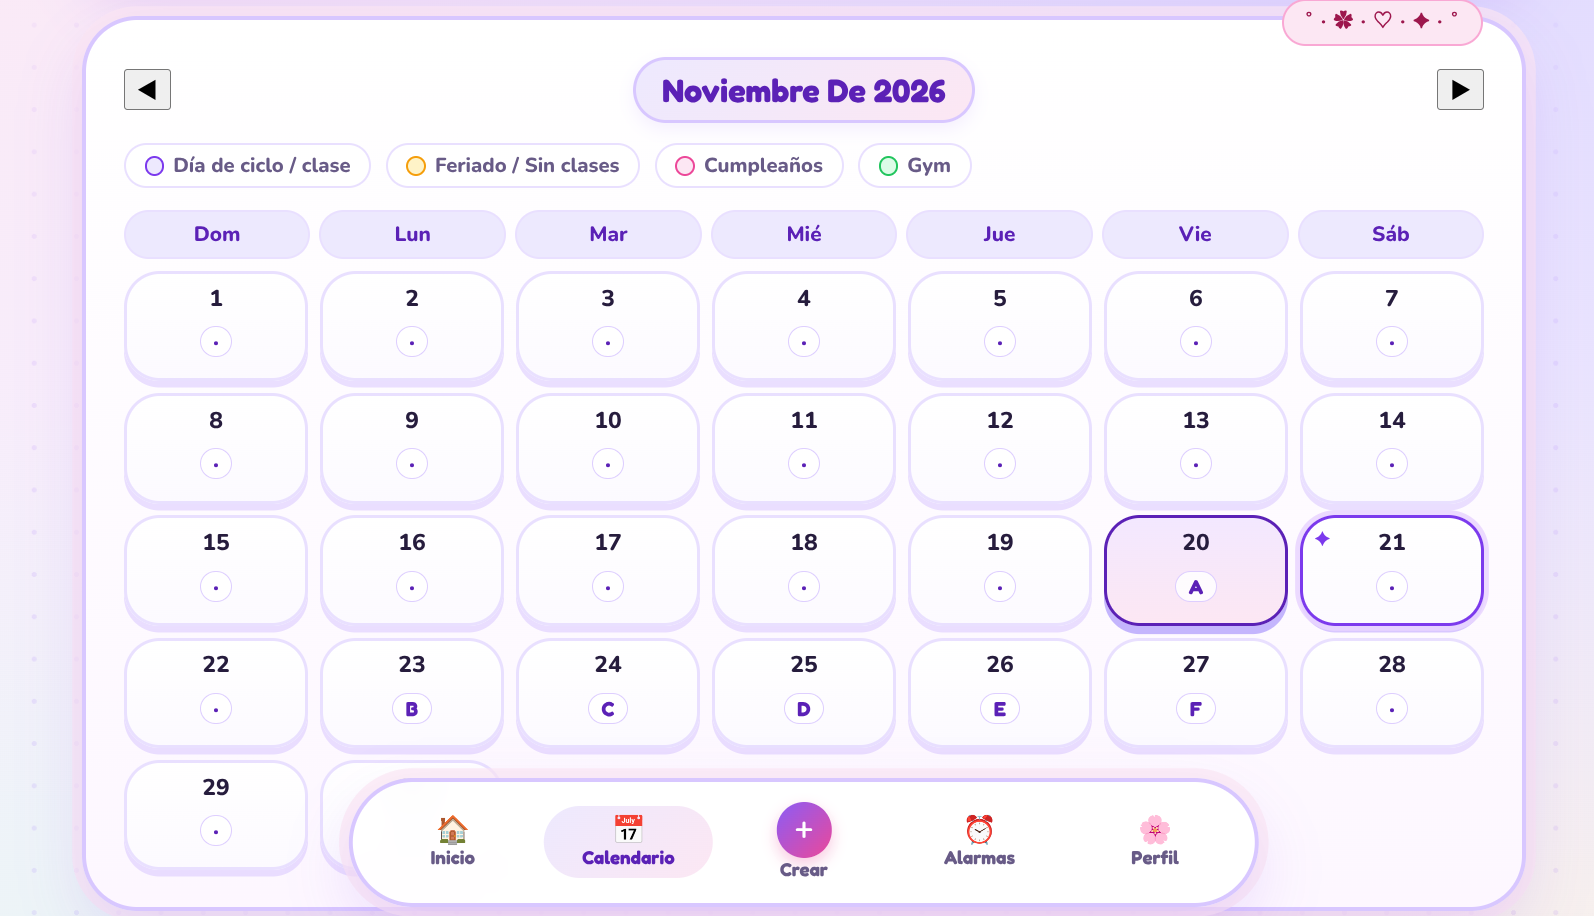 ˚ · ✽ · ♡ · ✦ · ˚
◀ Noviembre De 2026 ▶
Día de ciclo / clase Feriado / Sin clases Cumpleaños Gym
Dom Lun Mar Mié Jue Vie Sáb
1 2 3 4 5 6 7
· · · · · · ·
8 9 10 11 12 13 14
· · · · · · ·
15 16 17 18 19 20 ✦ 21
· · · · · A ·
22 23 24 25 26 27 28
· B C D E F ·
29
·
July
17
+
Inicio Calendario Crear Alarmas Perfil